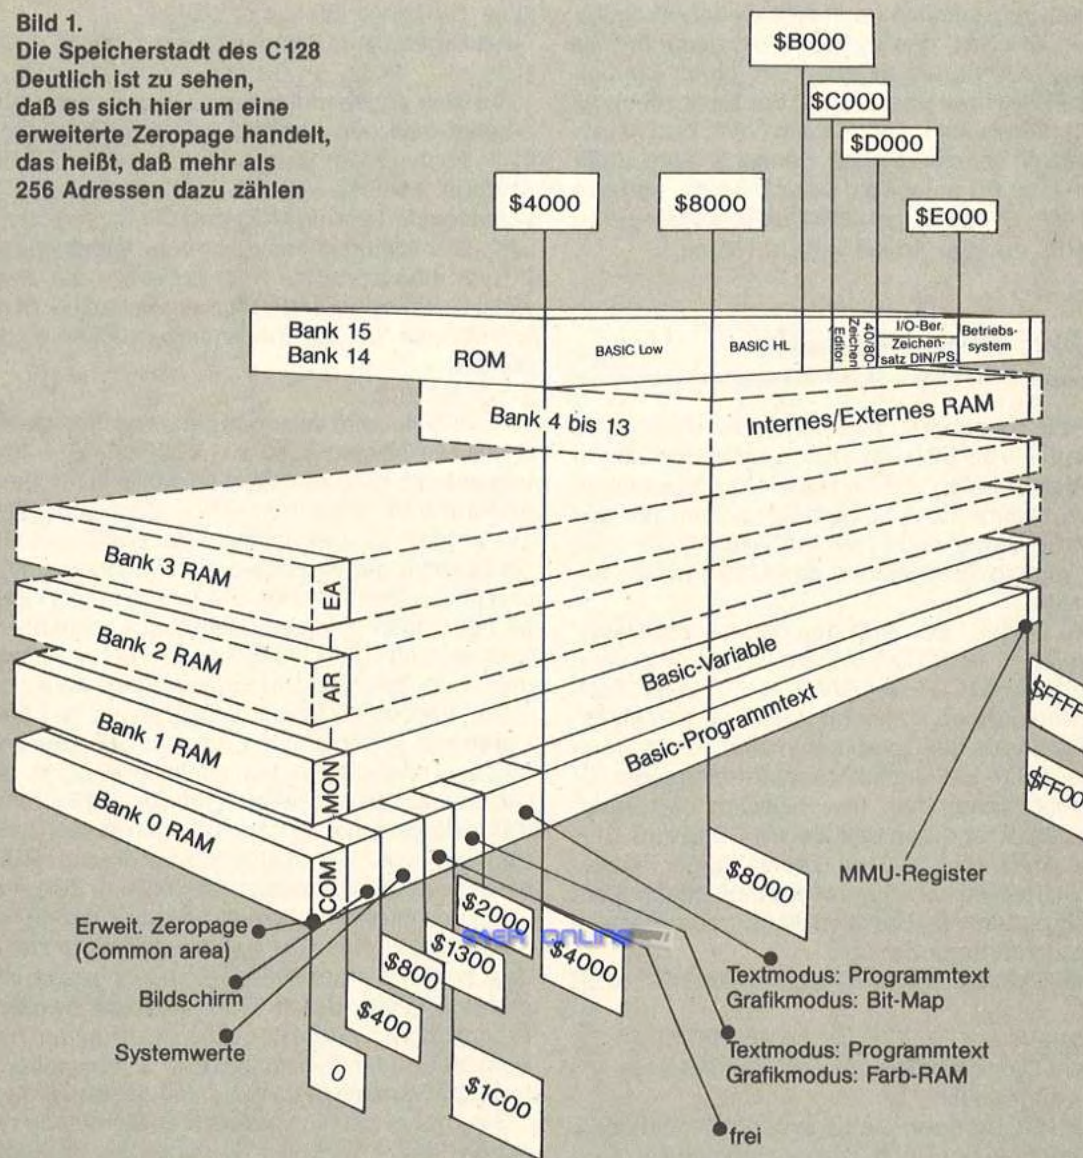 Bild 1.
Die Speicherstadt des C128
Deutlich ist zu sehen,
daß es sich hier um eine
erweiterte Zeropage handelt,
das heißt, daß mehr als
256 Adressen dazu zählen
$B000
$C000
$D000
$4000
$8000
$E000
Bank 15
Bank 14
ROM
BASIC Low
BASIC HL
40/80-
Zeichen
Editor
I/O-Ber.
Zeichen-
satz DIN/PS.
Betriebs-
system
Bank 4 bis 13
Internes/Externes RAM
Bank 3 RAM
EA
Bank 2 RAM
AR
Bank 1 RAM
MON
Bank 0 RAM
COM
Basic-Variable
Basic-Programmtext
$FFFF
$FF00
MMU-Register
$8000
$4000
$2000
$1300
$800
$400
0
$1C00
Erweit. Zeropage
(Common area)
Bildschirm
Systemwerte
Textmodus: Programmtext
Grafikmodus: Bit-Map
Textmodus: Programmtext
Grafikmodus: Farb-RAM
frei
ONLINE